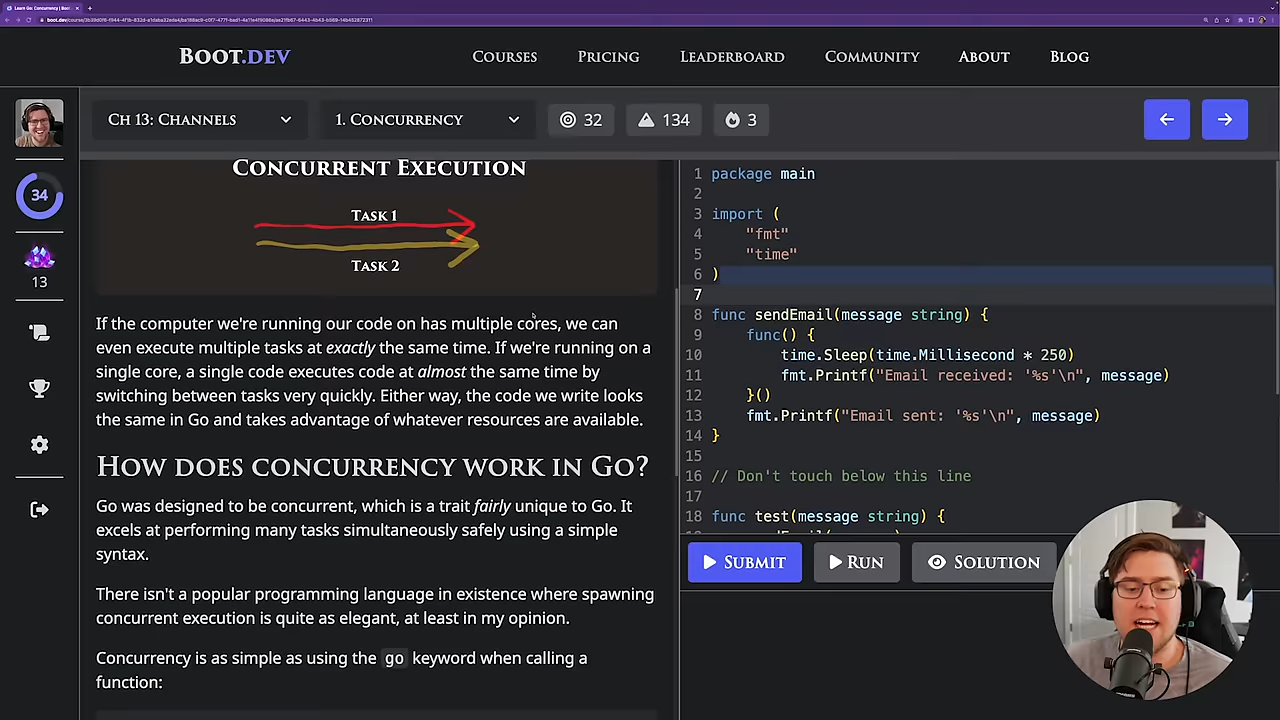 Learn Go: Concurrency | Boot
BOOT.DEV
COURSES
PRICING
LEADERBOARD
COMMUNITY
ABOUT
BLOG
CH 13: CHANNELS
1. CONCURRENCY
32
134
3
34
13
CONCURRENT EXECUTION
TASK 1
TASK 2
If the computer we're running our code on has multiple cores, we can
even execute multiple tasks at exactly the same time. If we're running on a
single core, a single code executes code at almost the same time by
switching between tasks very quickly. Either way, the code we write looks
the same in Go and takes advantage of whatever resources are available.
HOW DOES CONCURRENCY WORK IN GO?
Go was designed to be concurrent, which is a trait fairly unique to Go. It
excels at performing many tasks simultaneously safely using a simple
syntax.
There isn't a popular programming language in existence where spawning
concurrent execution is quite as elegant, at least in my opinion.
Concurrency is as simple as using the go keyword when calling a
function:
1 package main
2
3 import (
4 "fmt"
5 "time"
6 )
7
8 func sendEmail(message string) {
9 func() {
10 time.Sleep(time.Millisecond * 250)
11 fmt.Printf("Email received: '%s'\n", message)
12 }()
13 fmt.Printf("Email sent: '%s'\n", message)
14 }
15
16 // Don't touch below this line
17
18 func test(message string) {
SUBMIT
RUN
SOLUTION